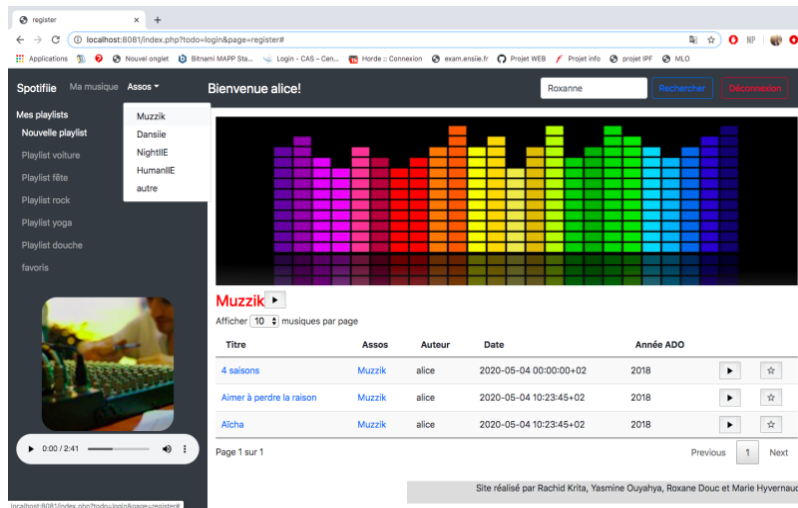 register
localhost:8081/index.php?todo=login&page=register#
NP
Applications Nouvel onglet Bitnami MAPP Sta... Login - CAS – Cen... Horde :: Connexion exam.ensiie.fr Projet WEB Projet info projet IPF MLO
Spotifiie Ma musique Assos Bienvenue alice! Roxanne Rechercher Déconnexion
Mes playlists
Nouvelle playlist
Playlist voiture
Playlist fête
Playlist rock
Playlist yoga
Playlist douche
favoris
Muzzik
Dansiie
NightIIE
HumanIIE
autre
Muzzik
Afficher 10 musiques par page
Titre Assos Auteur Date Année ADO
4 saisons Muzzik alice 2020-05-04 00:00:00+02 2018
Aimer à perdre la raison Muzzik alice 2020-05-04 10:23:45+02 2018
Aïcha Muzzik alice 2020-05-04 10:23:45+02 2018
0:00 / 2:41
Page 1 sur 1 Previous 1 Next
Site réalisé par Rachid Krita, Yasmine Ouyahya, Roxane Douc et Marie Hyvernaud
localhost:8081/index.php?todo=login&page=register#